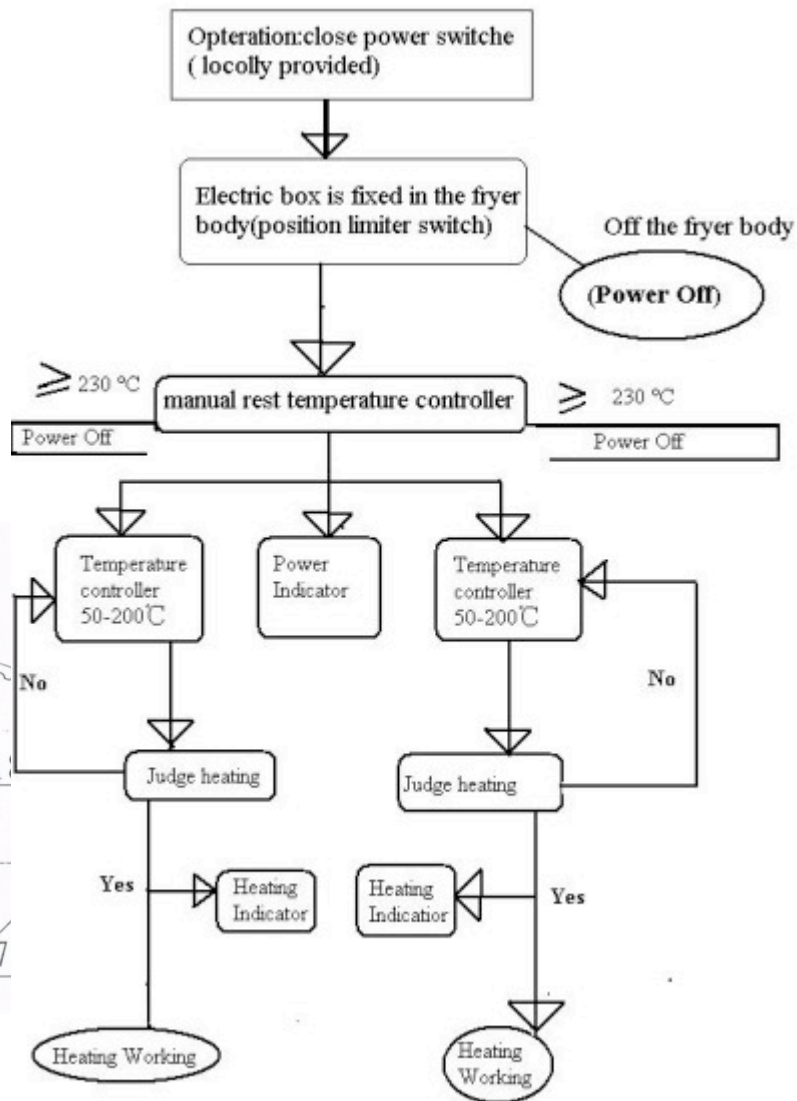 Opteration:close power switche
( locolly provided)
Electric box is fixed in the fryer
body(position limiter switch)
Off the fryer body
(Power Off)
≥ 230 °C
manual rest temperature controller
≥ 230 °C
Power Off
Power Off
Temperature
controller
50-200℃
Power
Indicator
Temperature
controller
50-200℃
No
No
Judge heating
Judge heating
Yes
Heating
Indicator
Heating
Indicatior
Yes
Heating Working
Heating
Working